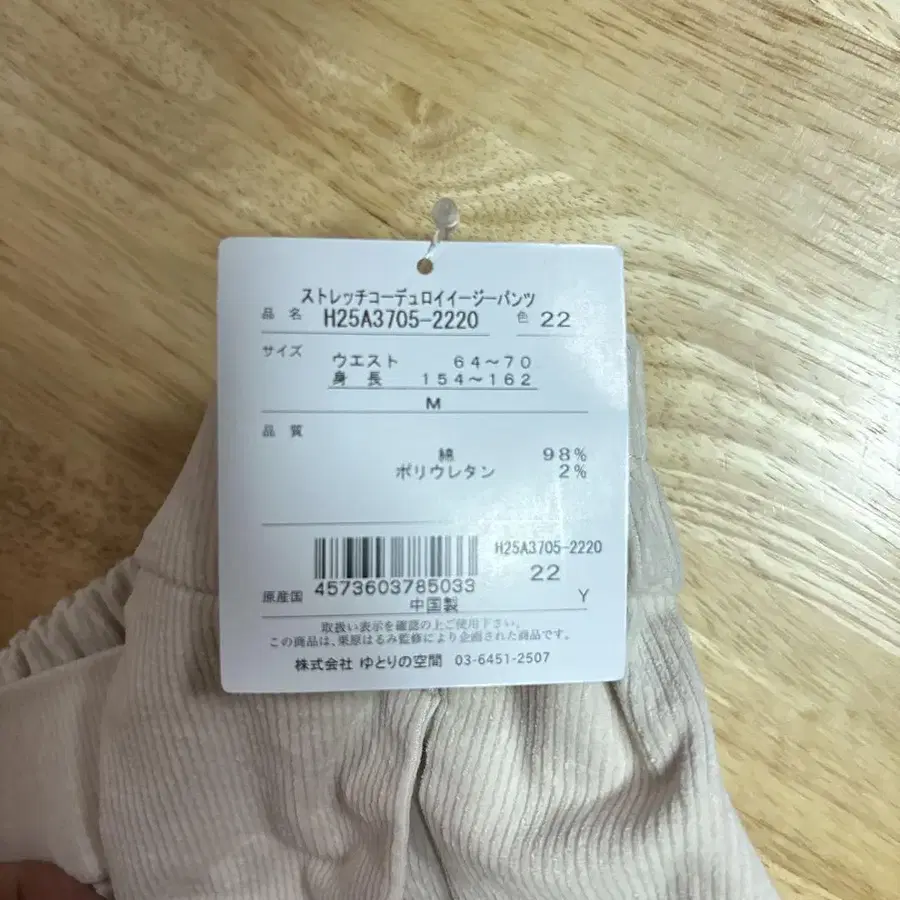 ストレッチコーデュロイイージーパンツ
品名 H25A3705-2220 色 22
サイズ
ウエスト 64～70
身長 154～162
M
品質
綿 98%
ポリウレタン 2%
H25A3705-2220
22
4573603785033
原産国 中国製 Y
取扱い表示を確認の上ご使用下さい。
この商品は、栗原はるみ監修により企画された商品です。
株式会社 ゆとりの空間 03-6451-2507